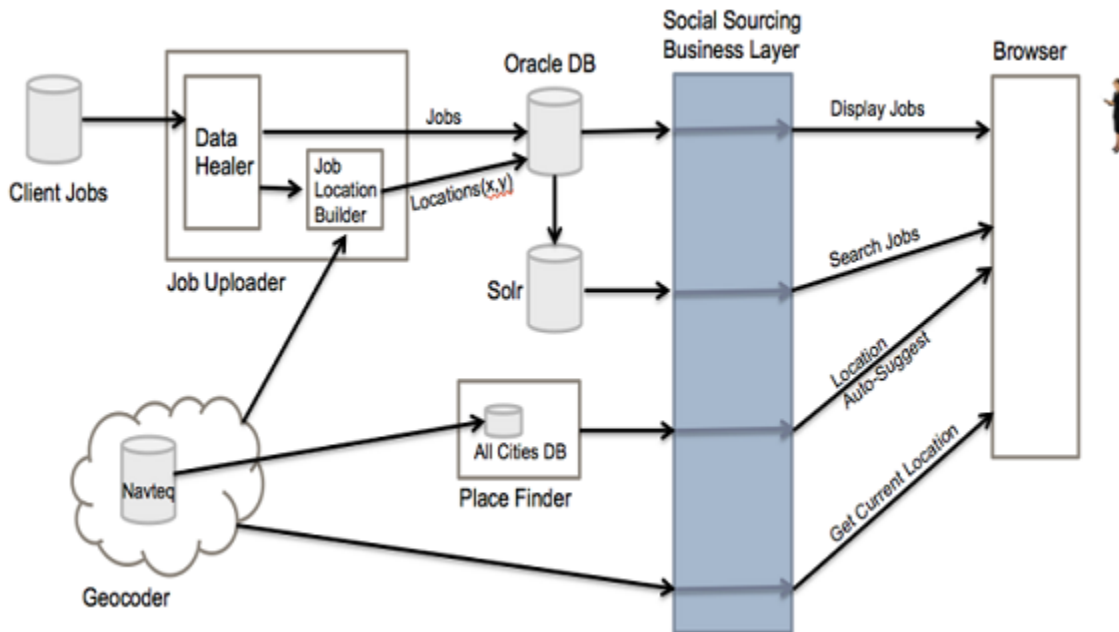 Social Sourcing
Business Layer
Browser
Oracle DB
Client Jobs
Data
Healer
Job
Location
Builder
Job Uploader
Jobs
Locations(x,y)
Solr
Display Jobs
Search Jobs
Location
Auto-Suggest
Get Current Location
All Cities DB
Place Finder
Navteq
Geocoder